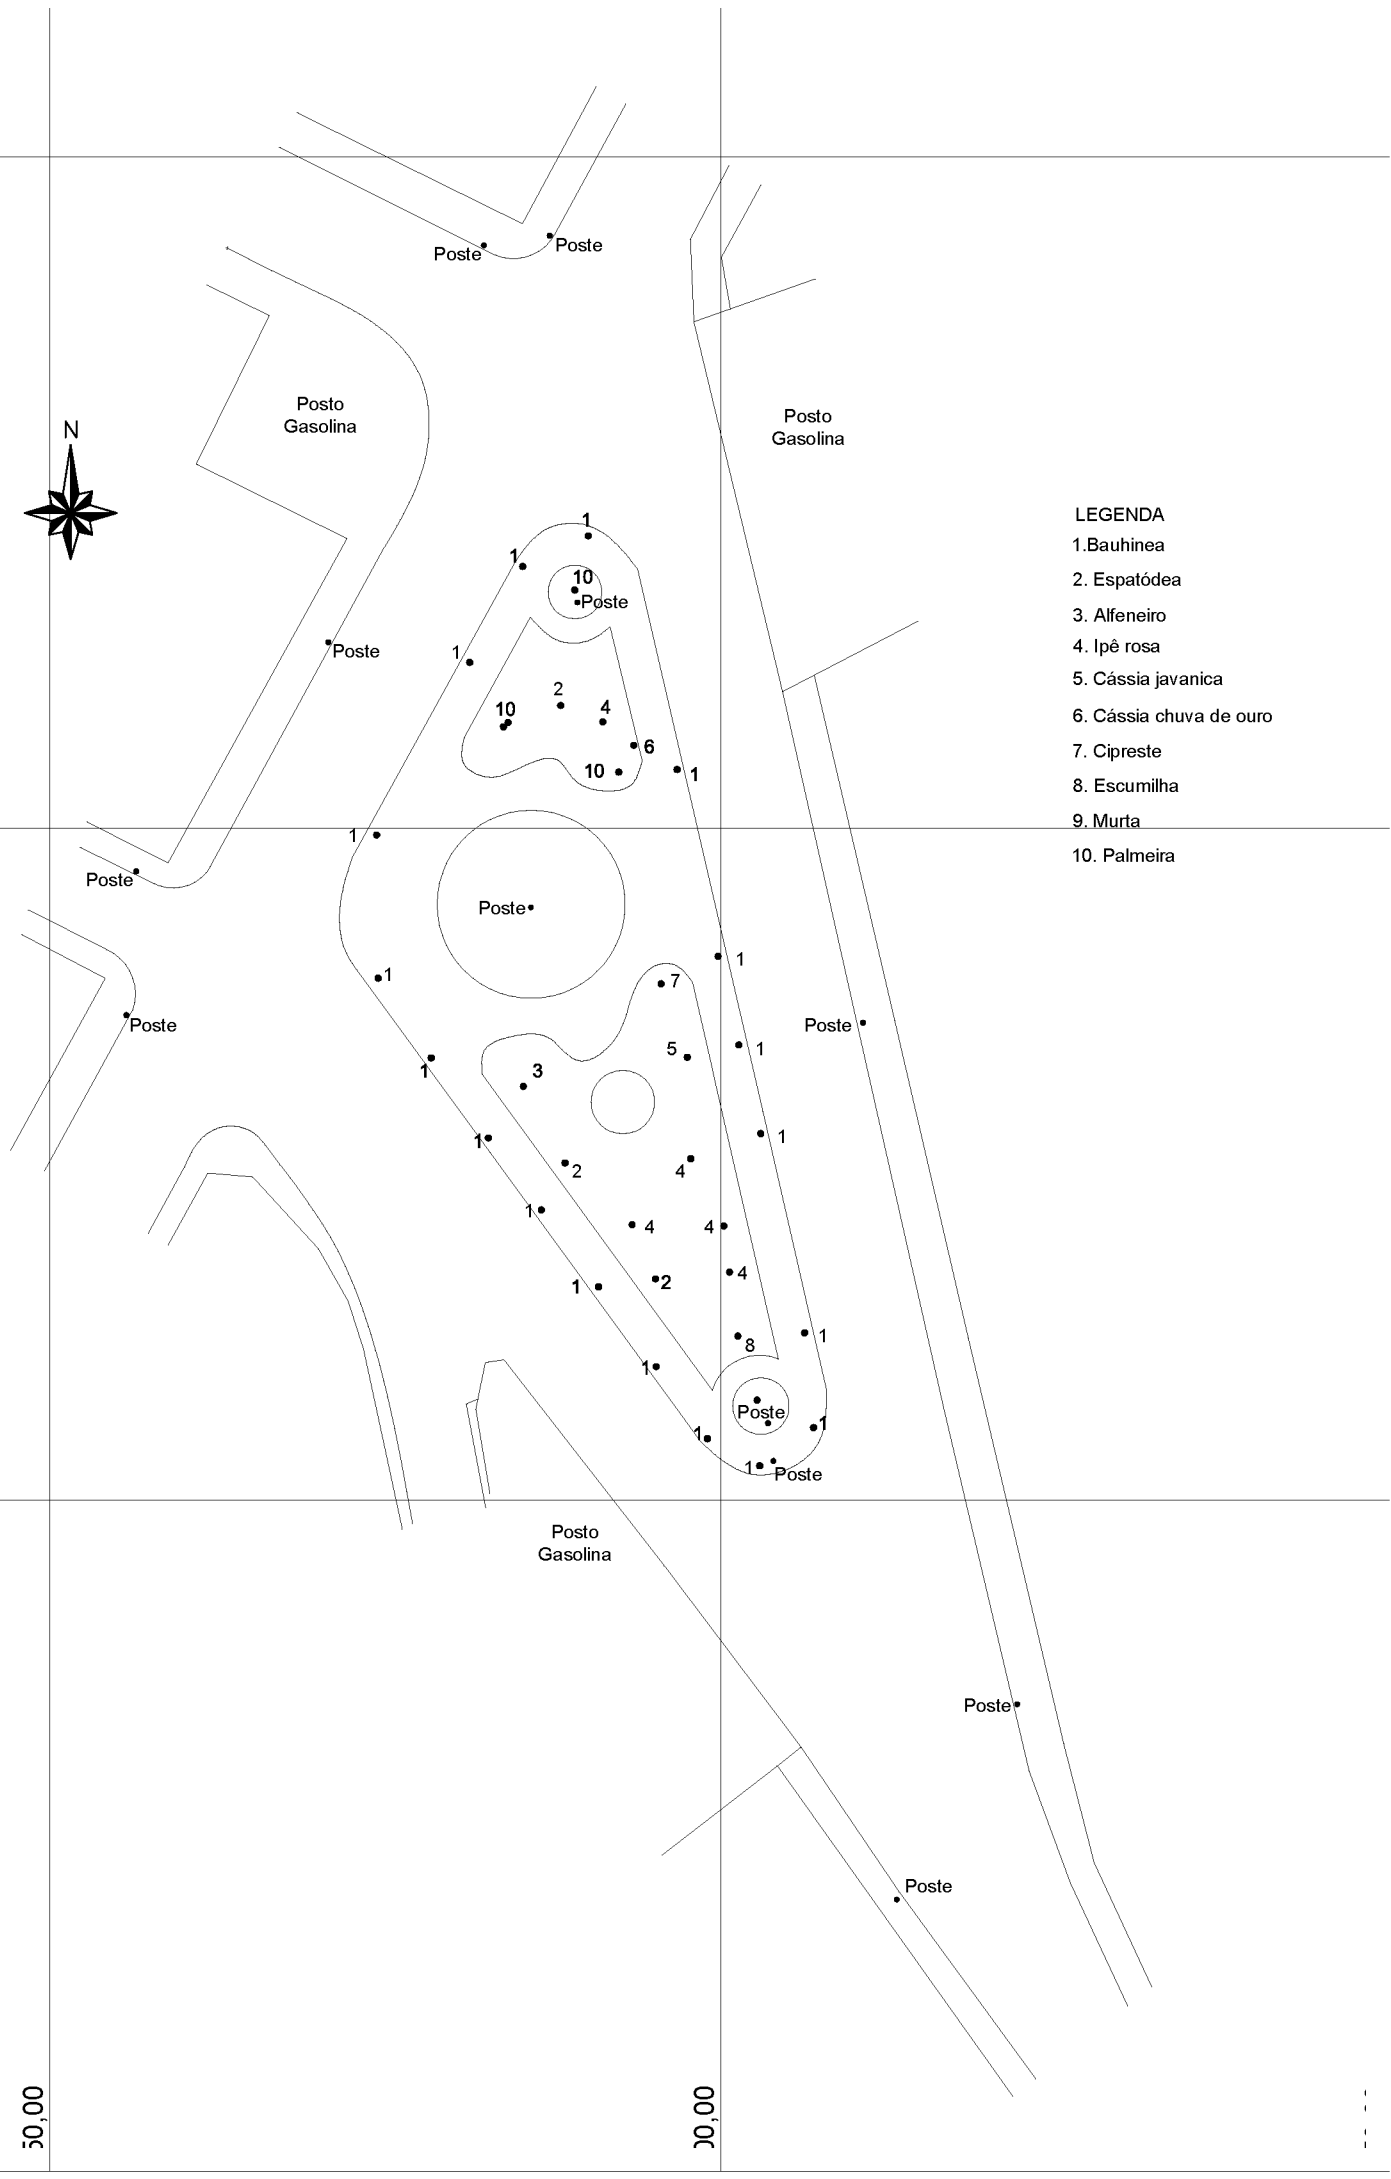 Poste
Poste
Posto
Gasolina
Posto
Gasolina
N
LEGENDA
1.Bauhinea
2. Espatódea
3. Alfeneiro
4. Ipê rosa
5. Cássia javanica
6. Cássia chuva de ouro
7. Cipreste
8. Escumilha
9. Murta
10. Palmeira
1
1
10
Poste
Poste
1
2
10
4
6
10
1
1
Poste
Poste
1
1
7
Poste
Poste
5
1
1
3
1
1
2
4
1
4
4
4
1
2
8
1
1
Poste
1
1
1
Poste
Posto
Gasolina
Poste
Poste
50,00
00,00